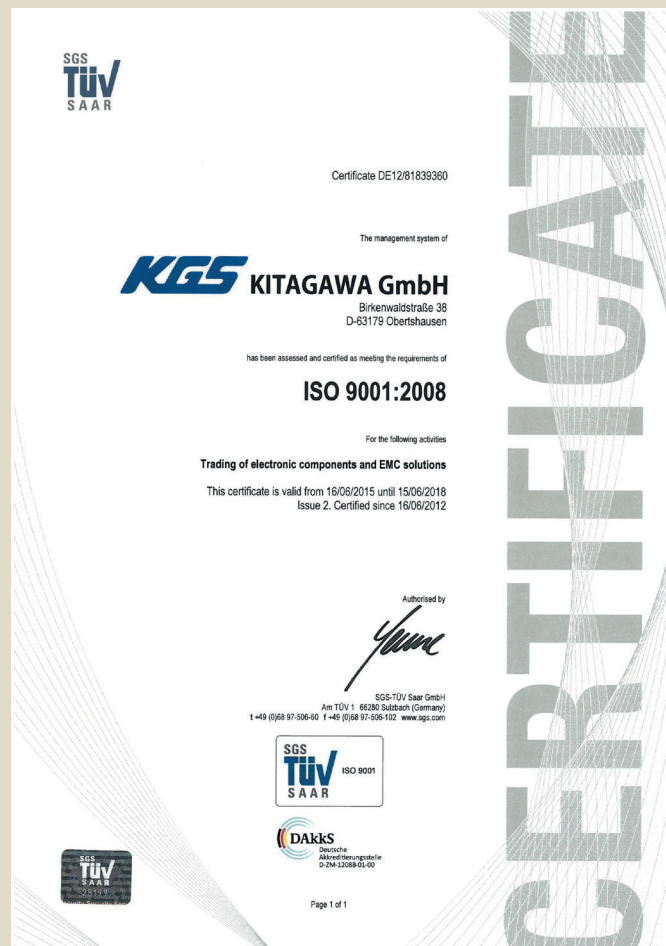 SGS
TÜV
SAAR
Certificate DE12/81839360
The management system of
KGS KITAGAWA GmbH
Birkenwaldstraße 38
D-63179 Obertshausen
has been assessed and certified as meeting the requirements of
ISO 9001:2008
For the following activities
Trading of electronic components and EMC solutions
This certificate is valid from 16/06/2015 until 15/06/2018
Issue 2. Certified since 16/06/2012
Authorised by
SGS-TÜV Saar GmbH
Am TÜV 1 66280 Sulzbach (Germany)
t +49 (0)68 97-506-60 f +49 (0)68 97-506-102 www.sgs.com
SGS
TÜV
SAAR
ISO 9001
DAkkS
Deutsche
Akkreditierungsstelle
D-ZM-12088-01-00
SGS
TÜV
SAAR
Page 1 of 1
CERTIFICATE